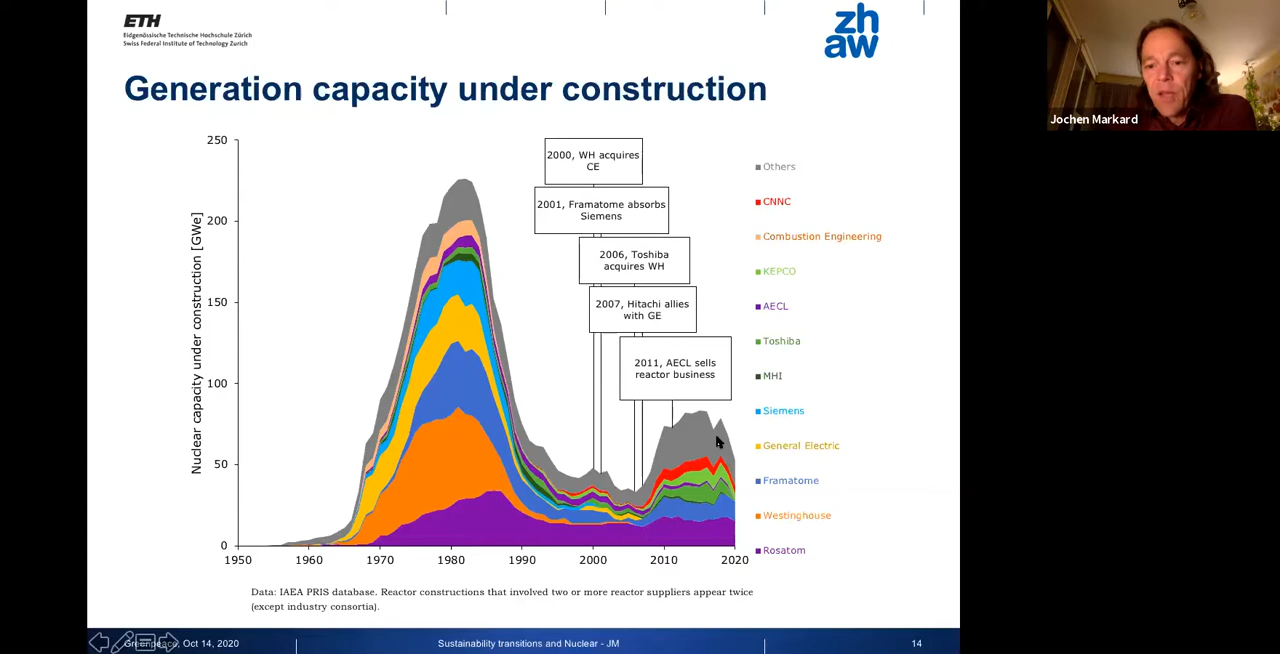 ETH
Eidgenössische Technische Hochschule Zürich
Swiss Federal Institute of Technology Zurich
zh
aw
Jochen Markard
Generation capacity under construction
Nuclear capacity under construction [GWe]
250
200
150
100
50
0
1950
1960
1970
1980
1990
2000
2010
2020
2000, WH acquires
CE
2001, Framatome absorbs
Siemens
2006, Toshiba
acquires WH
2007, Hitachi allies
with GE
2011, AECL sells
reactor business
Others
CNNC
Combustion Engineering
KEPCO
AECL
Toshiba
MHI
Siemens
General Electric
Framatome
Westinghouse
Rosatom
Data: IAEA PRIS database. Reactor constructions that involved two or more reactor suppliers appear twice
(except industry consortia).
Greenpeace, Oct 14, 2020
Sustainability transitions and Nuclear - JM
14